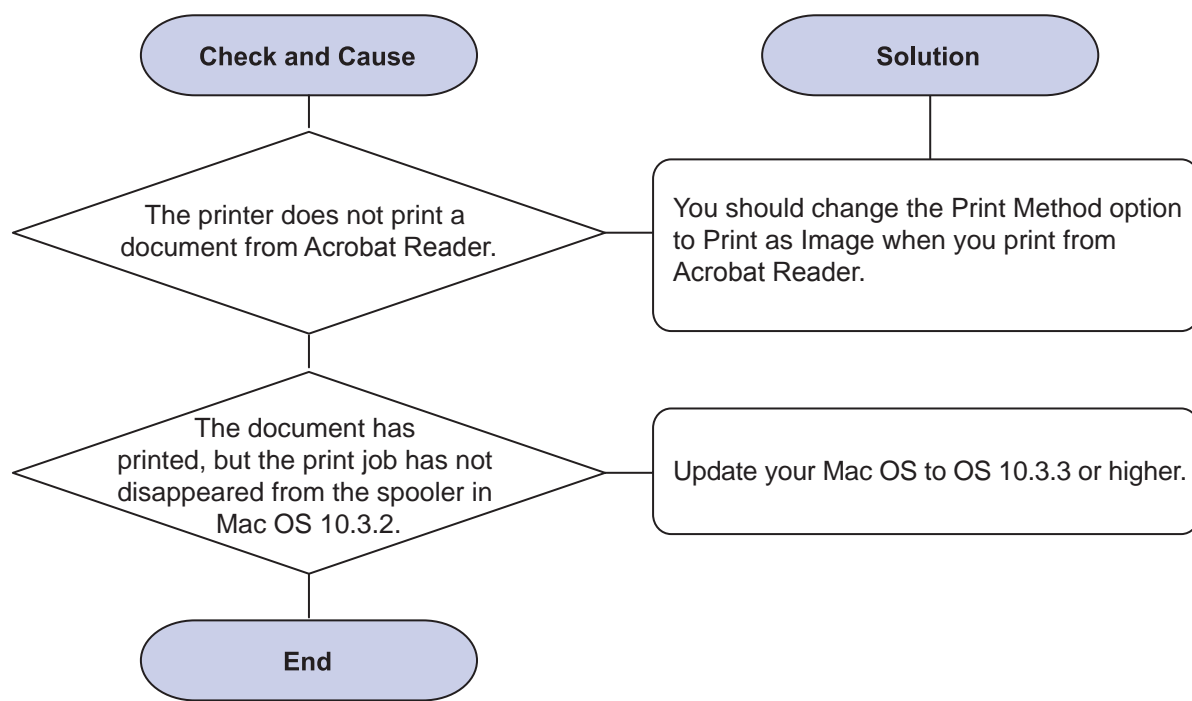 Check and Cause
Solution
The printer does not print a
document from Acrobat Reader.
You should change the Print Method option
to Print as Image when you print from
Acrobat Reader.
The document has
printed, but the print job has not
disappeared from the spooler in
Mac OS 10.3.2.
Update your Mac OS to OS 10.3.3 or higher.
End